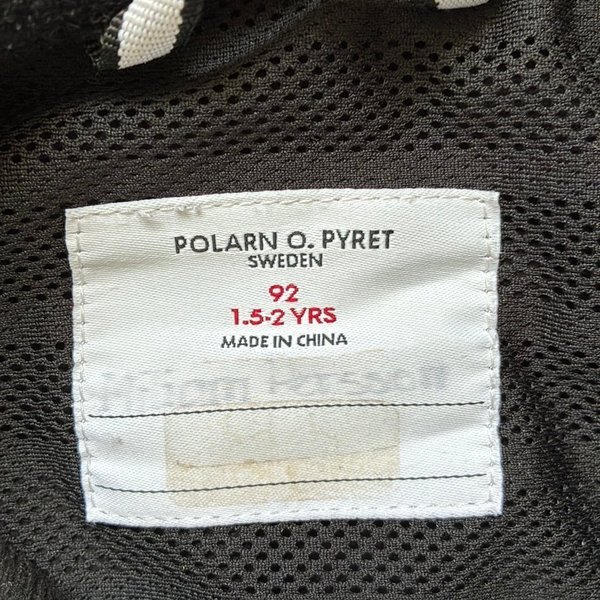 POLARN O. PYRET
SWEDEN
92
1.5-2 YRS
MADE IN CHINA